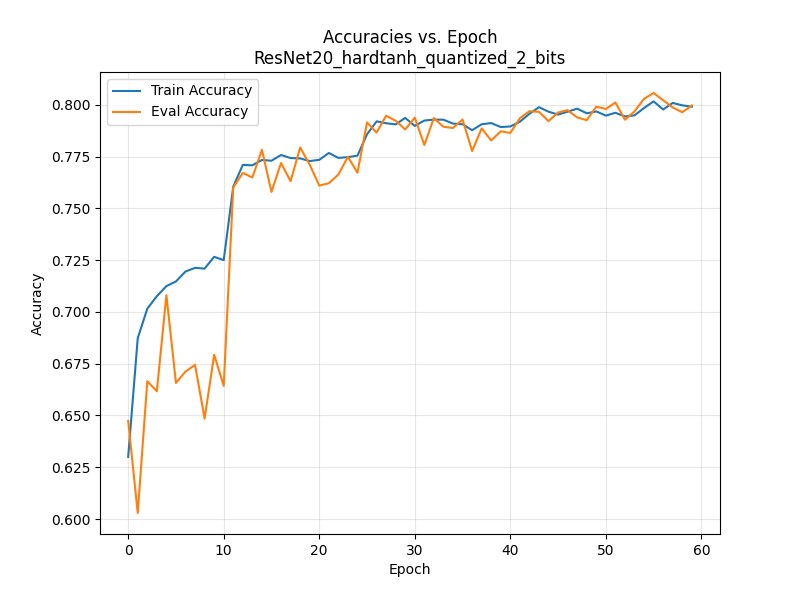 Accuracies vs. Epoch
ResNet20_hardtanh_quantized_2_bits
Train Accuracy
Eval Accuracy
0.800
0.775
0.750
0.725
0.700
0.675
0.650
0.625
0.600
Accuracy
0 10 20 30 40 50 60
Epoch